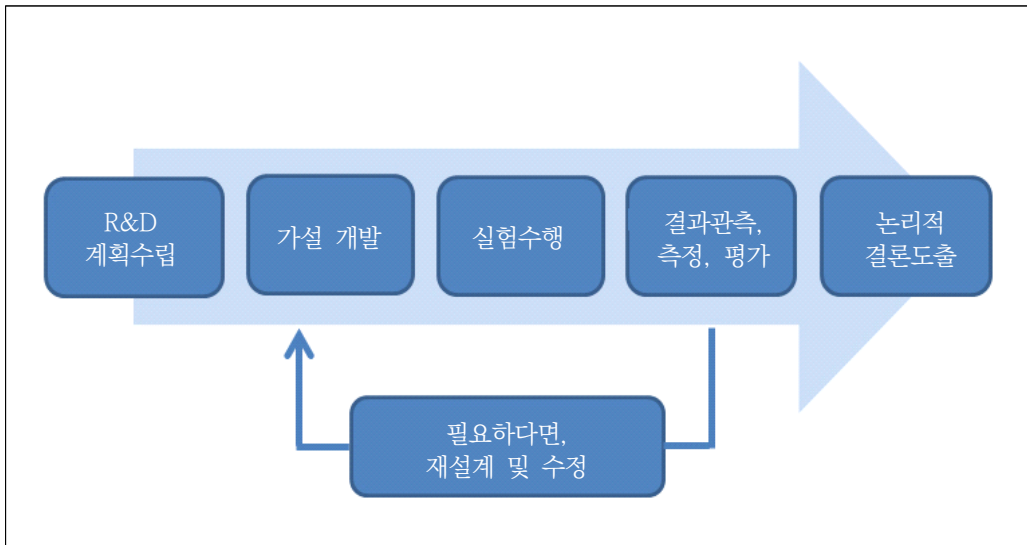 R&D
계획수립
가설 개발
실험수행
결과관측,
측정, 평가
논리적
결론도출
필요하다면,
재설계 및 수정